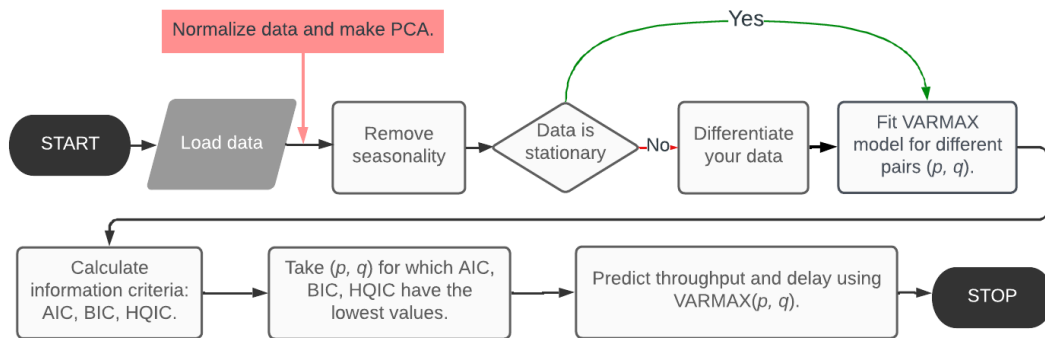 Normalize data and make PCA.
Yes
START
Load data
Remove
seasonality
Data is
stationary
No
Differentiate
your data
Fit VARMAX
model for different
pairs (p, q).
Calculate
information criteria:
AIC, BIC, HQIC.
Take (p, q) for which AIC,
BIC, HQIC have the
lowest values.
Predict throughput and delay using
VARMAX(p, q).
STOP